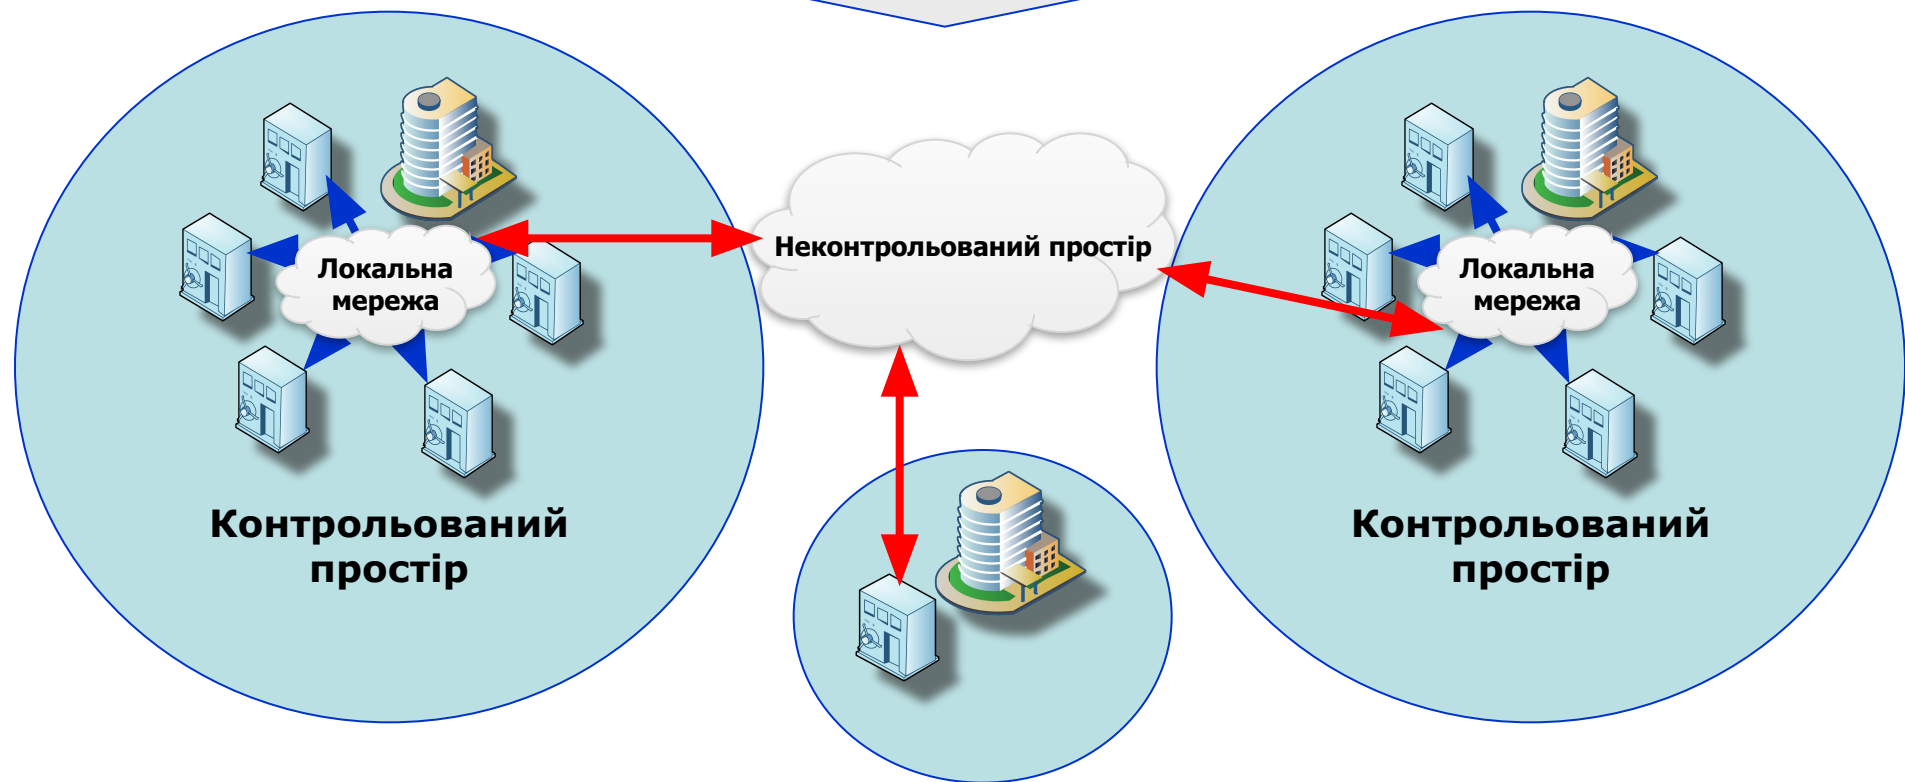 Локальна
мережа
Неконтрольований простір
Локальна
мережа
Контрольований
простір
Контрольований
простір